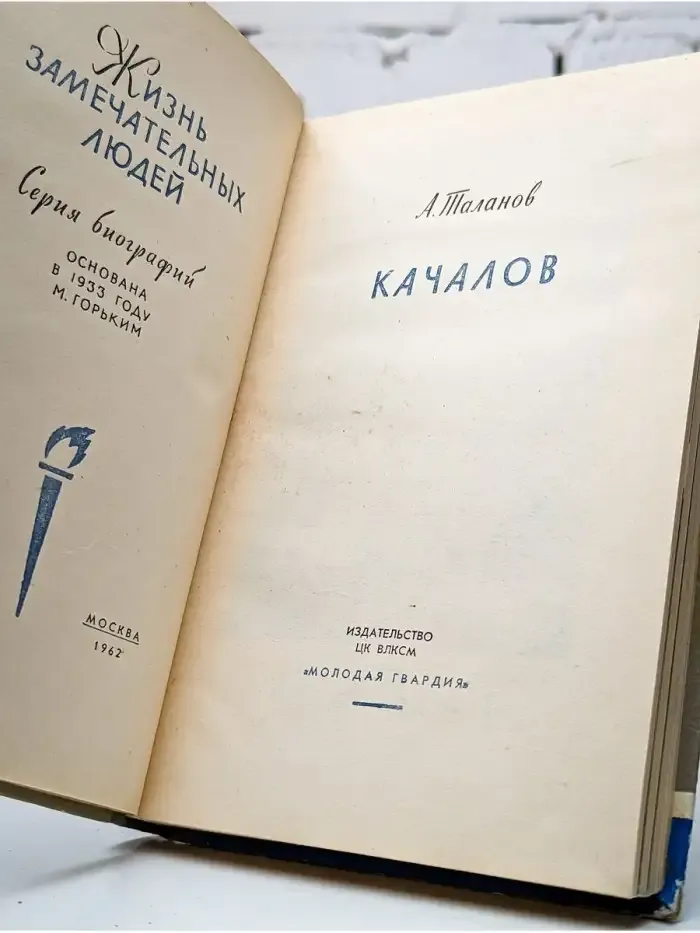 Жизнь
ЗАМЕЧАТЕЛЬНЫХ
ЛЮДЕЙ
Серия биографий
ОСНОВАНА
В 1933 ГОДУ
М. ГОРЬКИМ
МОСКВА
1962
А. Таланов
КАЧАЛОВ
ИЗДАТЕЛЬСТВО
ЦК ВЛКСМ
«МОЛОДАЯ ГВАРДИЯ»